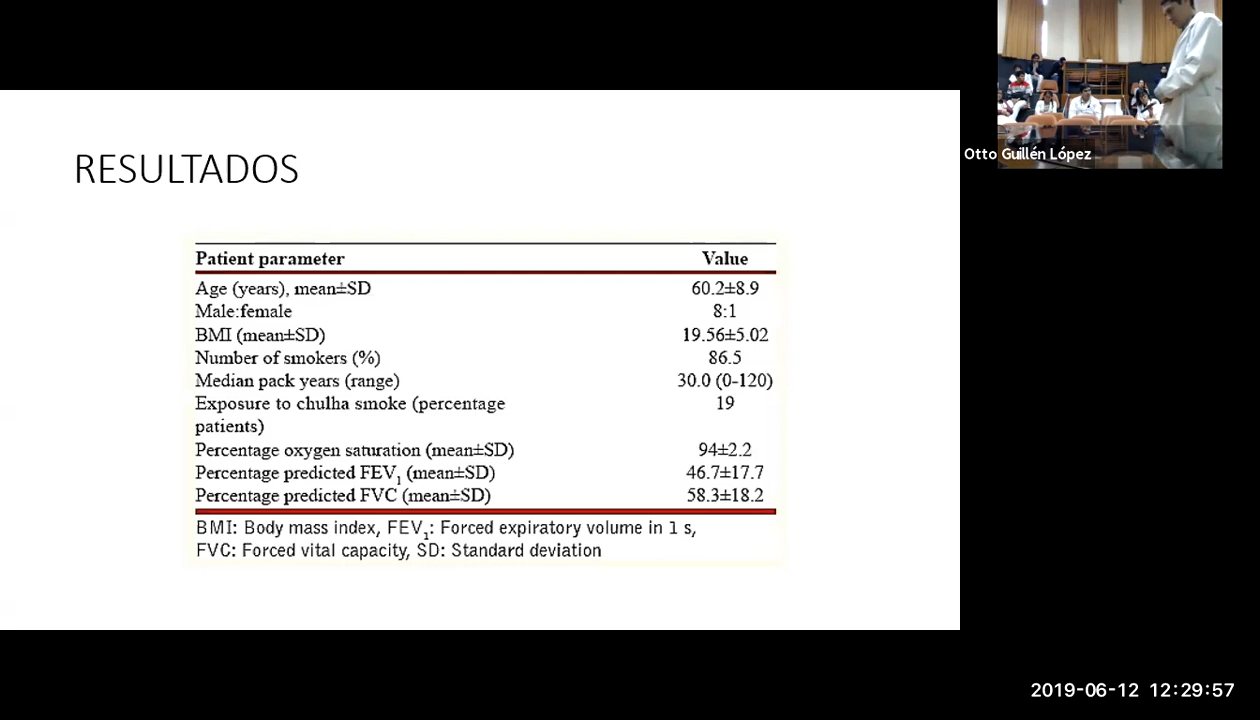 Otto Guillén López
RESULTADOS
Patient parameter Value
Age (years), mean±SD 60.2±8.9
Male:female 8:1
BMI (mean±SD) 19.56±5.02
Number of smokers (%) 86.5
Median pack years (range) 30.0 (0-120)
Exposure to chulha smoke (percentage 19
patients)
Percentage oxygen saturation (mean±SD) 94±2.2
Percentage predicted FEV₁ (mean±SD) 46.7±17.7
Percentage predicted FVC (mean±SD) 58.3±18.2
BMI: Body mass index, FEV₁: Forced expiratory volume in 1 s,
FVC: Forced vital capacity, SD: Standard deviation
2019-06-12 12:29:57